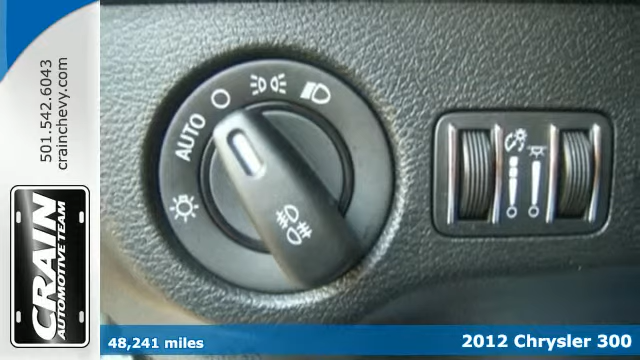 501.542.6043
crainchevy.com
CRAIN
AUTOMOTIVE TEAM
AUTO
48,241 miles
2012 Chrysler 300